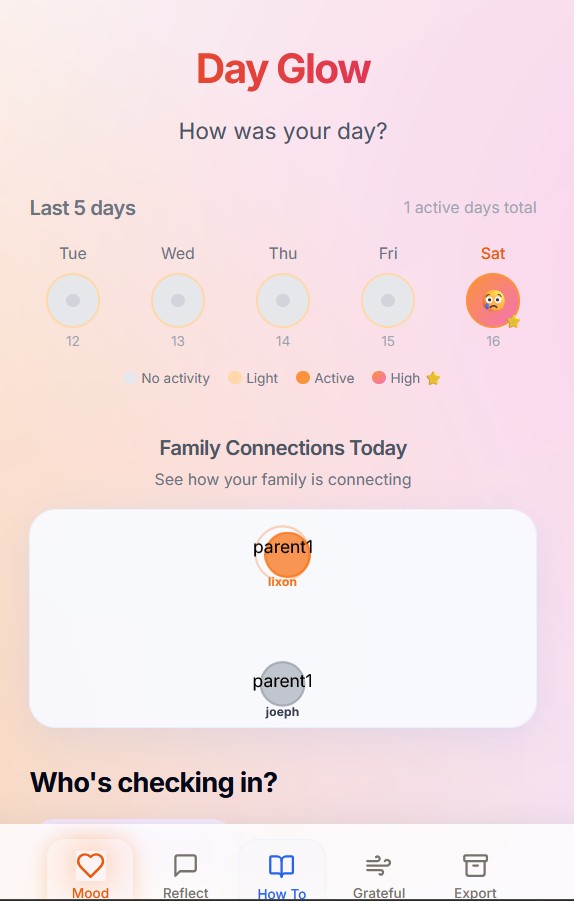 Day Glow
How was your day?
Last 5 days 1 active days total
Tue Wed Thu Fri Sat
12 13 14 15 16
No activity Light Active High
Family Connections Today
See how your family is connecting
parent1
lixon
parent1
joeph
Who's checking in?
Mood Reflect How To Grateful Export